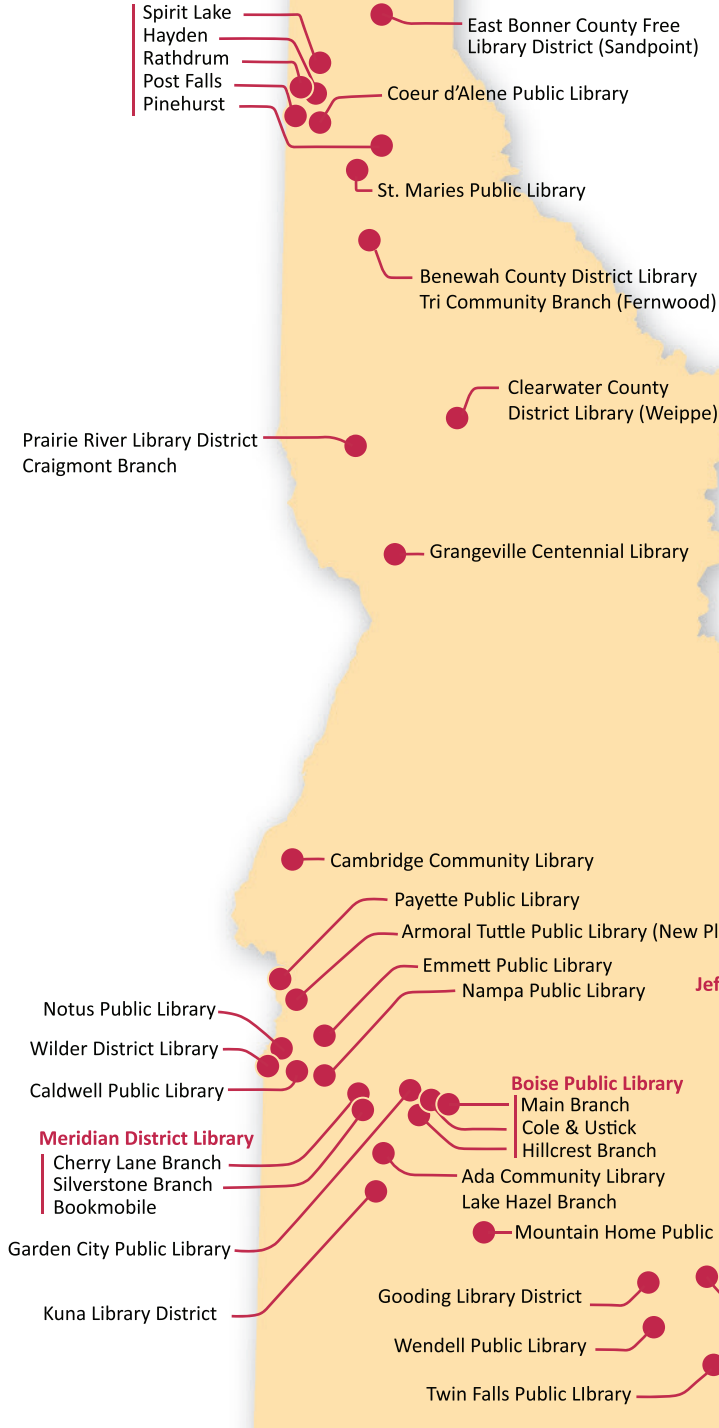 Spirit Lake
Hayden
Rathdrum
Post Falls
Pinehurst
East Bonner County Free
Library District (Sandpoint)
Coeur d’Alene Public Library
St. Maries Public Library
Benewah County District Library
Tri Community Branch (Fernwood)
Clearwater County
District Library (Weippe)
Prairie River Library District
Craigmont Branch
Grangeville Centennial Library
Cambridge Community Library
Payette Public Library
Armoral Tuttle Public Library (New Pl
Emmett Public Library
Nampa Public Library
Jef
Notus Public Library
Wilder District Library
Caldwell Public Library
Boise Public Library
Main Branch
Cole & Ustick
Hillcrest Branch
Meridian District Library
Cherry Lane Branch
Silverstone Branch
Bookmobile
Ada Community Library
Lake Hazel Branch
Mountain Home Public
Garden City Public Library
Gooding Library District
Kuna Library District
Wendell Public Library
Twin Falls Public LIbrary